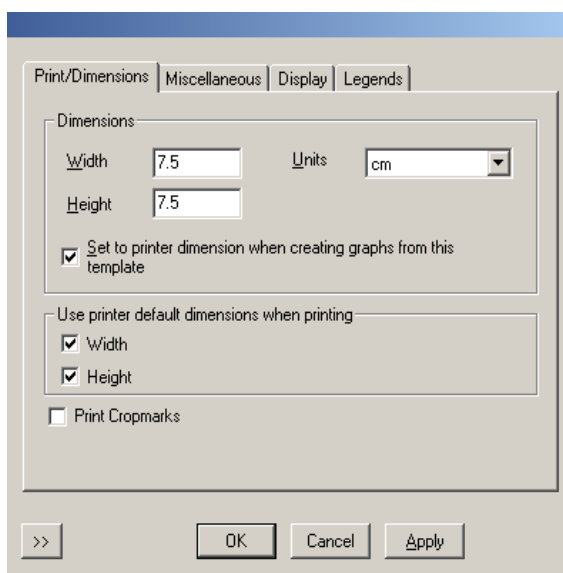 Print/Dimensions Miscellaneous Display Legends
Dimensions
Width 7.5 Units cm
Height 7.5
Set to printer dimension when creating graphs from this
template
Use printer default dimensions when printing
Width
Height
Print Cropmarks
>> OK Cancel Apply